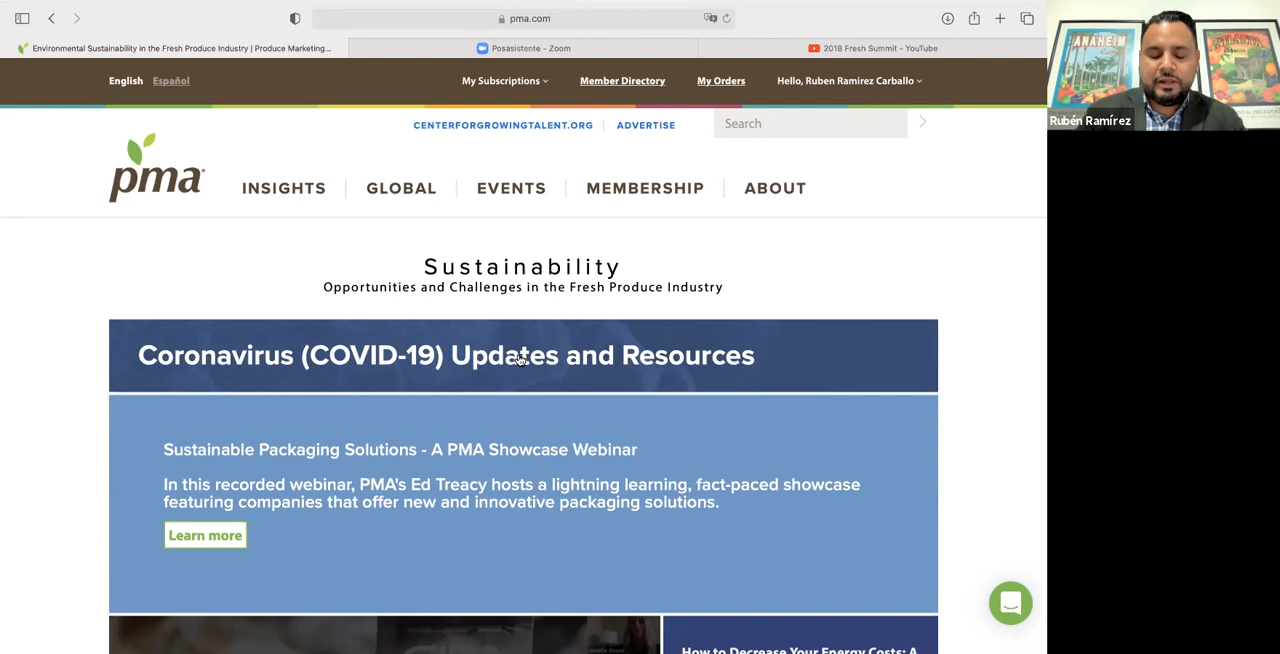 pma.com
Environmental Sustainability in the Fresh Produce Industry | Produce Marketing...
Posasistente - Zoom
2018 Fresh Summit - YouTube
English Español
My Subscriptions
Member Directory
My Orders
Hello, Ruben Ramirez Carballo
CENTERFORGROWINGTALENT.ORG
ADVERTISE
Search
pma
INSIGHTS
GLOBAL
EVENTS
MEMBERSHIP
ABOUT
Sustainability
Opportunities and Challenges in the Fresh Produce Industry
Coronavirus (COVID-19) Updates and Resources
Sustainable Packaging Solutions - A PMA Showcase Webinar
In this recorded webinar, PMA's Ed Treacy hosts a lightning learning, fact-paced showcase
featuring companies that offer new and innovative packaging solutions.
Learn more
How to Decrease Your Energy Costs: A
ANAHEIM
ATLANTA
Rubén Ramírez